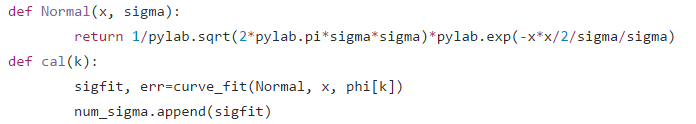 def Normal(x, sigma):
        return 1/pylab.sqrt(2*pylab.pi*sigma*sigma)*pylab.exp(-x*x/2/sigma/sigma)
def cal(k):
        sigfit, err=curve_fit(Normal, x, phi[k])
        num_sigma.append(sigfit)